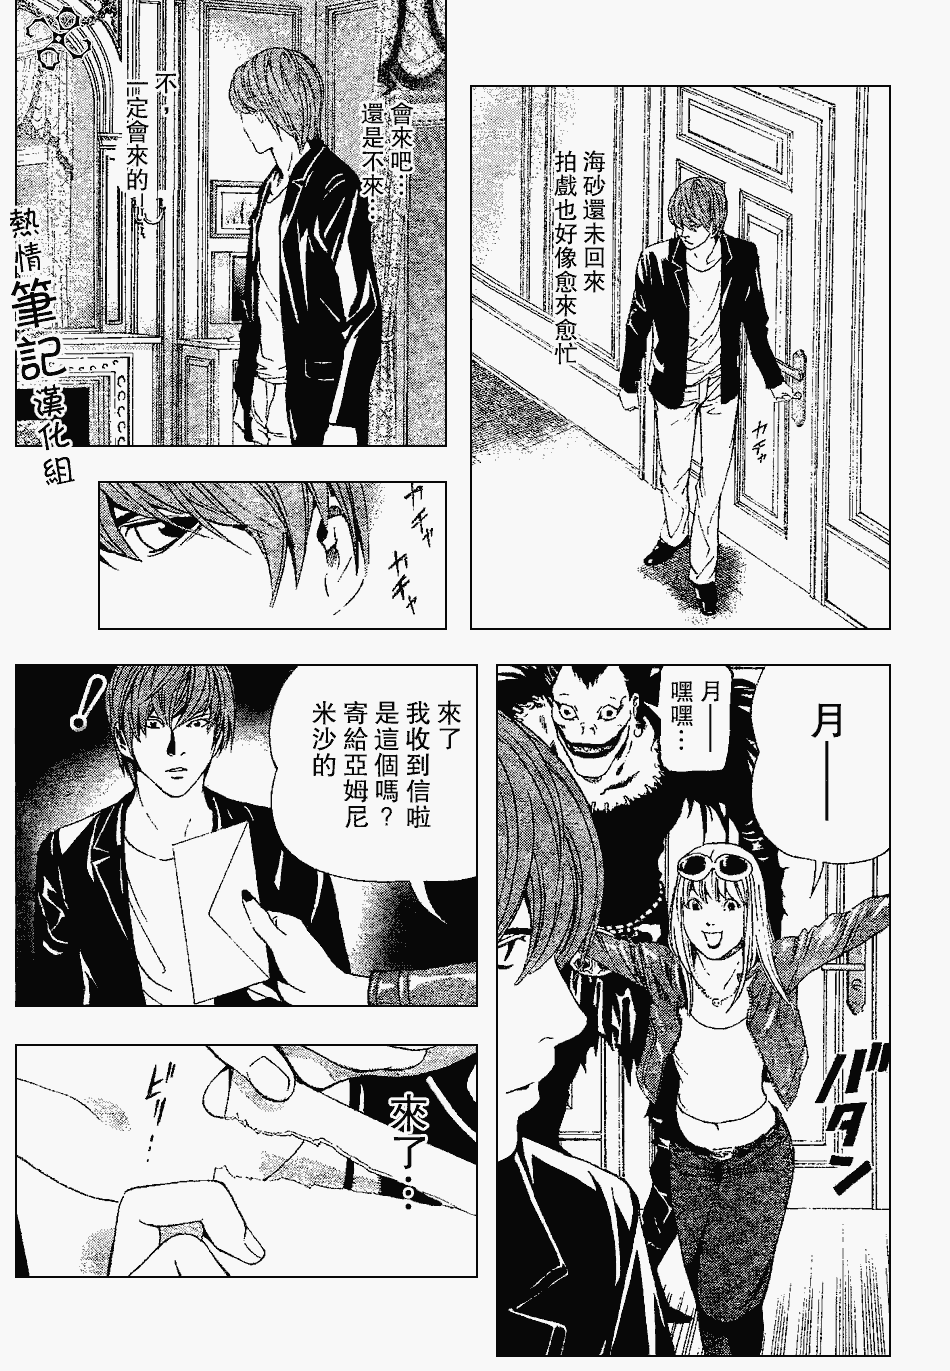 海砂還未回來
拍戲也好像愈來愈忙
カチャ
會來吧…
還是不來…
不，
一定會來的—
熱情
筆記
漢化組
カチャ
カチャ
月——
月——
嘿嘿…
バタン
來了
我收到信啦
是這個嗎？
寄給亞姆尼
米沙的
！
來了…
ビリ…